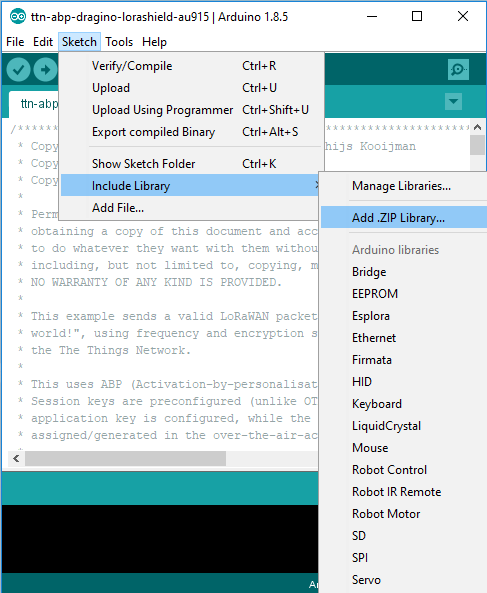 ttn-abp-dragino-lorashield-au915 | Arduino 1.8.5
File Edit Sketch Tools Help
Verify/Compile Ctrl+R
Upload Ctrl+U
Upload Using Programmer Ctrl+Shift+U
Export compiled Binary Ctrl+Alt+S
Show Sketch Folder Ctrl+K
Include Library
Add File...
Manage Libraries...
Add .ZIP Library...
Arduino libraries
Bridge
EEPROM
Esplora
Ethernet
Firmata
HID
Keyboard
LiquidCrystal
Mouse
Robot Control
Robot IR Remote
Robot Motor
SD
SPI
Servo
ttn-abp
* Copy hijs Kooijman
* Copy
* Copy
*
* Perm
* obtaining a copy of this document and acc
* to do whatever they want with them withou
* including, but not limited to, copying, m
* NO WARRANTY OF ANY KIND IS PROVIDED.
*
* This example sends a valid LoRaWAN packet
* world!", using frequency and encryption s
* the The Things Network.
*
* This uses ABP (Activation-by-personalisat
* Session keys are preconfigured (unlike OT
* application key is configured, while the
* assigned/generated in the over-the-air-ac
*